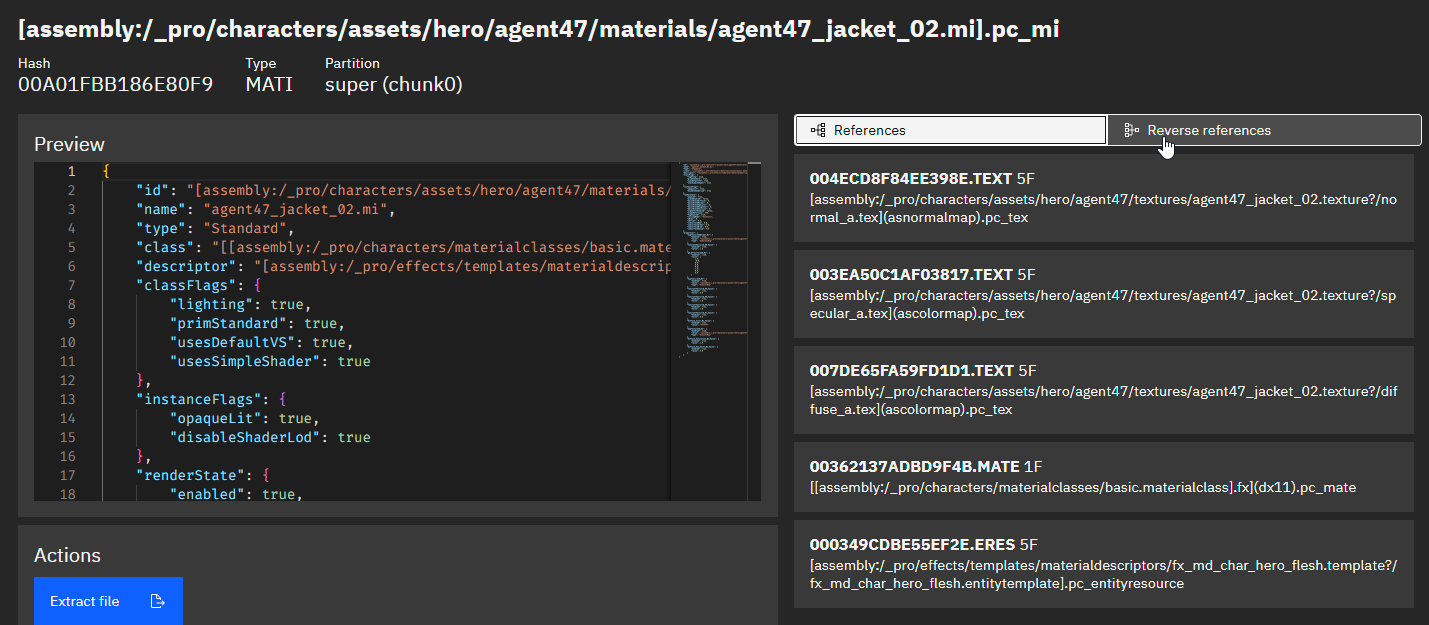 [assembly:/_pro/characters/assets/hero/agent47/materials/agent47_jacket_02.mi].pc_mi
Hash
00A01FBB186E80F9
Type
MATI
Partition
super (chunk0)
Preview
1 {
2 "id": "[assembly:/_pro/characters/assets/hero/agent47/materials/
3 "name": "agent47_jacket_02.mi",
4 "type": "Standard",
5 "class": "[[assembly:/_pro/characters/materialclasses/basic.mate
6 "descriptor": "[assembly:/_pro/effects/templates/materialdescrip
7 "classFlags": {
8 "lighting": true,
9 "primStandard": true,
10 "usesDefaultVS": true,
11 "usesSimpleShader": true
12 },
13 "instanceFlags": {
14 "opaqueLit": true,
15 "disableShaderLod": true
16 },
17 "renderState": {
18 "enabled": true,
Actions
Extract file
References
Reverse references
004ECD8F84EE398E.TEXT 5F
[assembly:/_pro/characters/assets/hero/agent47/textures/agent47_jacket_02.texture?/no
rmal_a.tex](asnormalmap).pc_tex
003EA50C1AF03817.TEXT 5F
[assembly:/_pro/characters/assets/hero/agent47/textures/agent47_jacket_02.texture?/sp
ecular_a.tex](ascolormap).pc_tex
007DE65FA59FD1D1.TEXT 5F
[assembly:/_pro/characters/assets/hero/agent47/textures/agent47_jacket_02.texture?/dif
fuse_a.tex](ascolormap).pc_tex
00362137ADBD9F4B.MATE 1F
[[assembly:/_pro/characters/materialclasses/basic.materialclass].fx](dx11).pc_mate
000349CDBE55EF2E.ERES 5F
[assembly:/_pro/effects/templates/materialdescriptors/fx_md_char_hero_flesh.template?/
fx_md_char_hero_flesh.entitytemplate].pc_entityresource